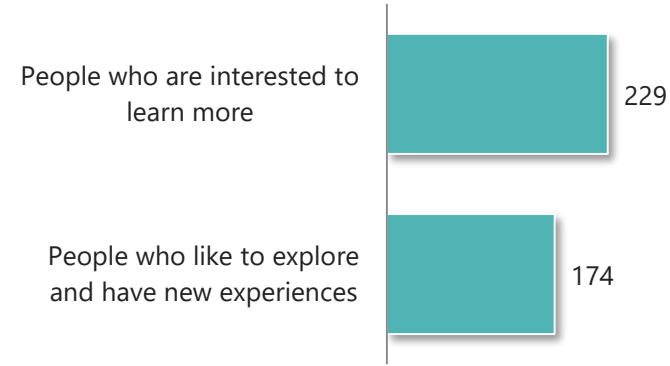 People who are interested to
learn more
229
People who like to explore
and have new experiences
174